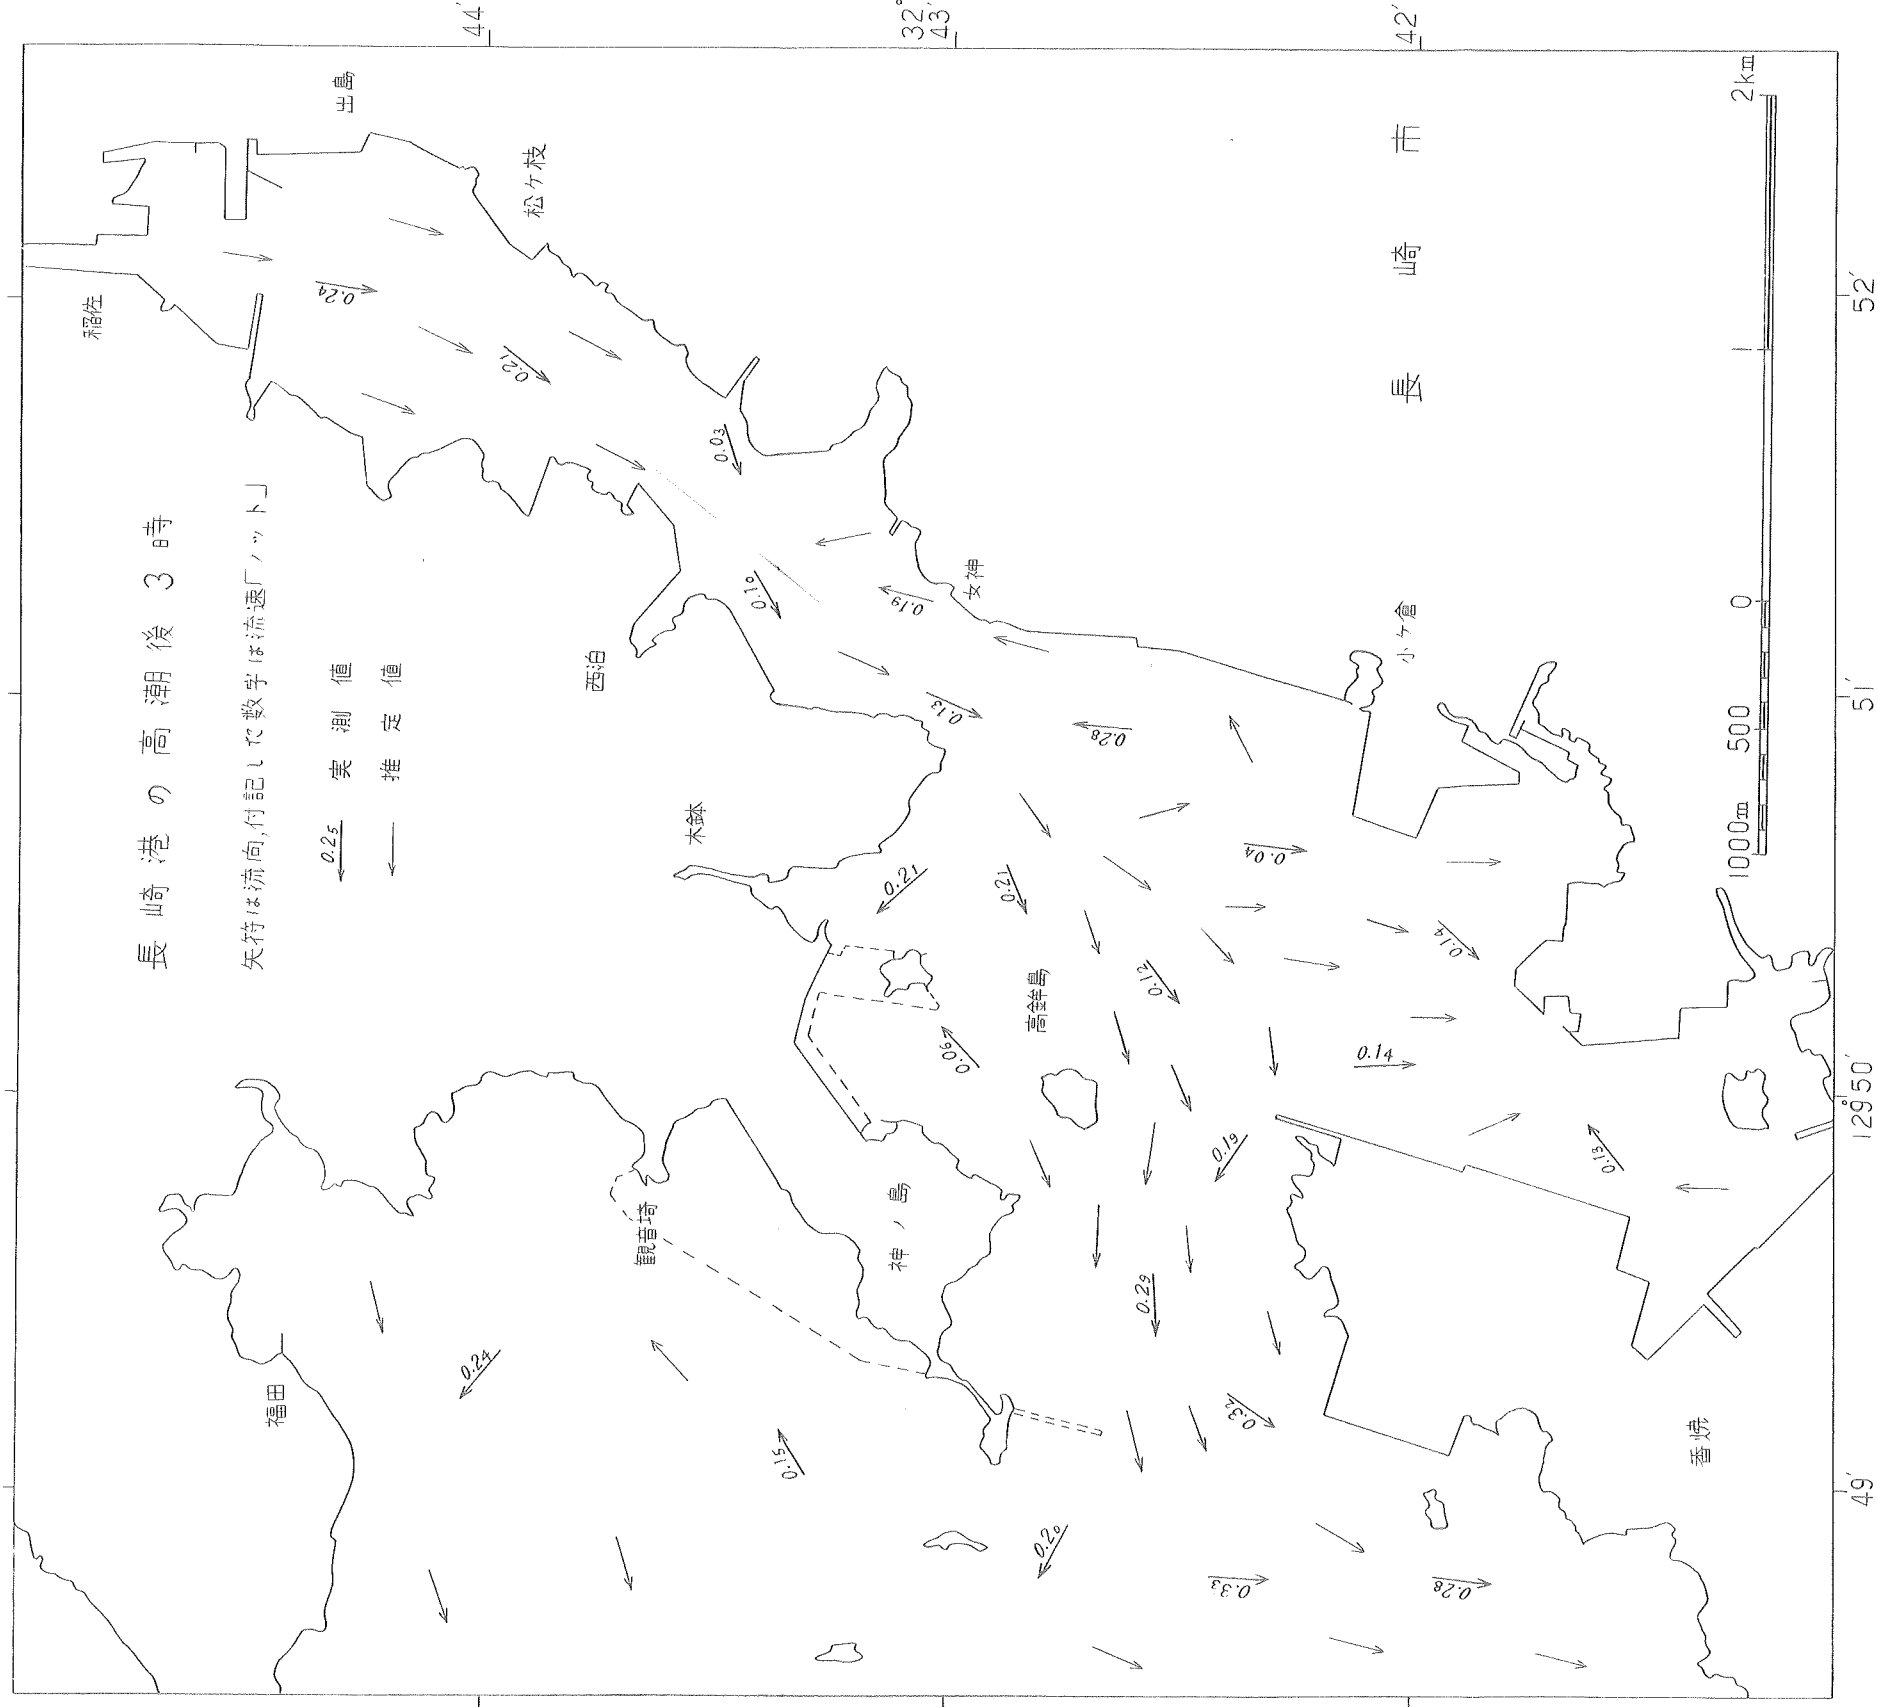 長崎港の高潮後3時
矢符は流向,付記した数字は流速「ノット」
0.25 実測値
推定値
稲佐
出島
松ヶ枝
西泊
木鉢
女神
小ヶ倉
高鉾島
神ノ島
観音埼
福田
香焼
長崎市
0.24
0.21
0.03
0.10
0.19
0.13
0.28
0.21
0.21
0.04
0.14
0.12
0.06
0.14
0.19
0.13
0.29
0.24
0.32
0.15
0.20
0.33
0.28
44′
32°
43′
42′
52′
51′
129°50′
49′
1000m 500 0 1 2km